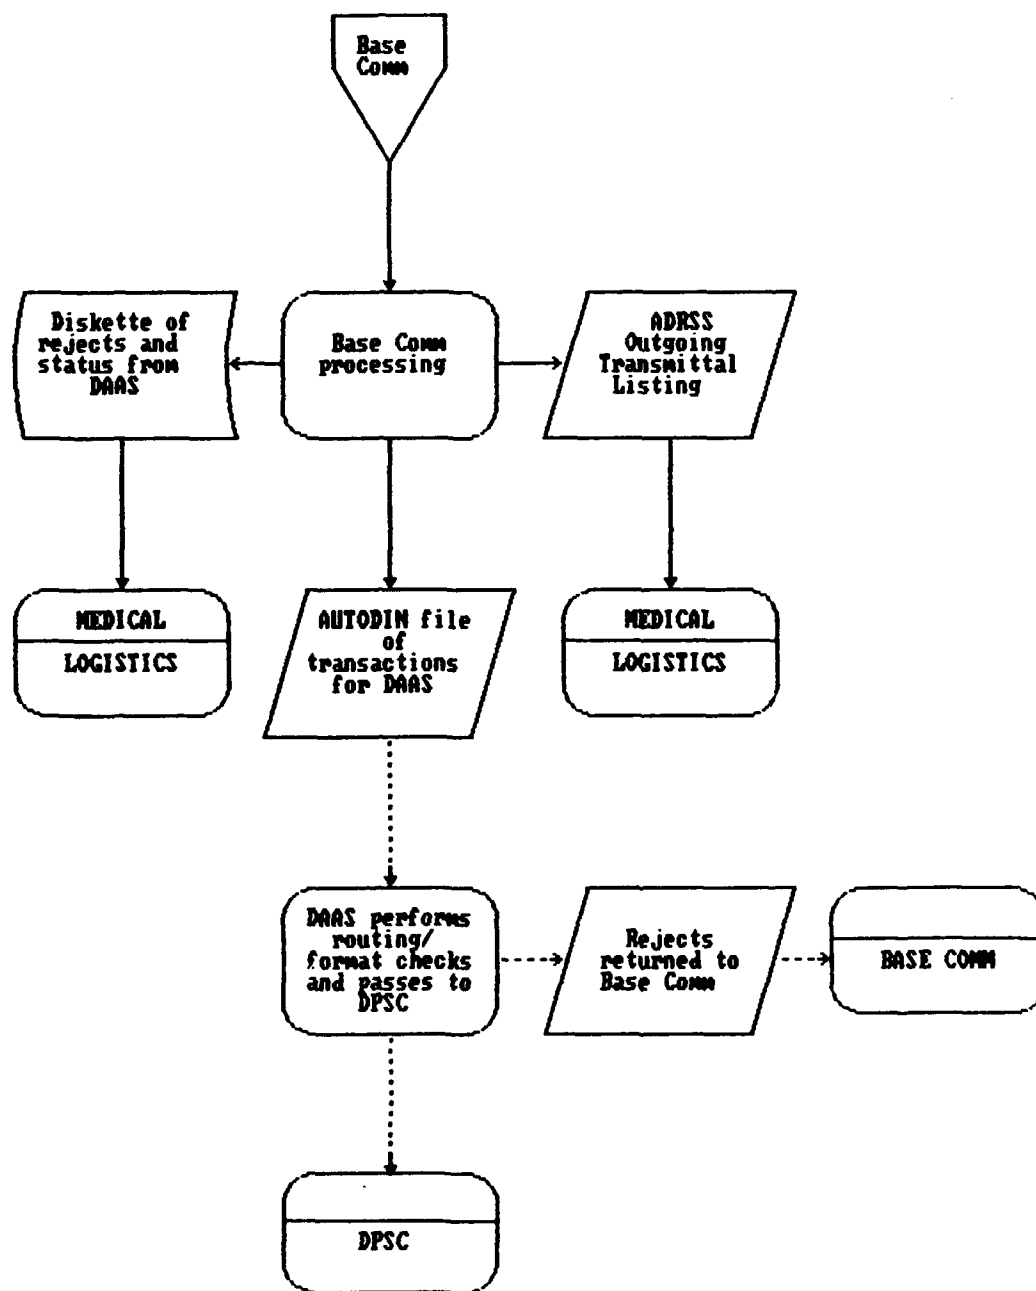 Base
Comm
Diskette of
rejects and
status from
DAAS
Base Comm
processing
ADRSS
Outgoing
Transmittal
Listing
MEDICAL
LOGISTICS
AUTODIN file
of
transactions
for DAAS
MEDICAL
LOGISTICS
DAAS performs
routing/
format checks
and passes to
DPSC
Rejects
returned to
Base Comm
BASE COMM
DPSC